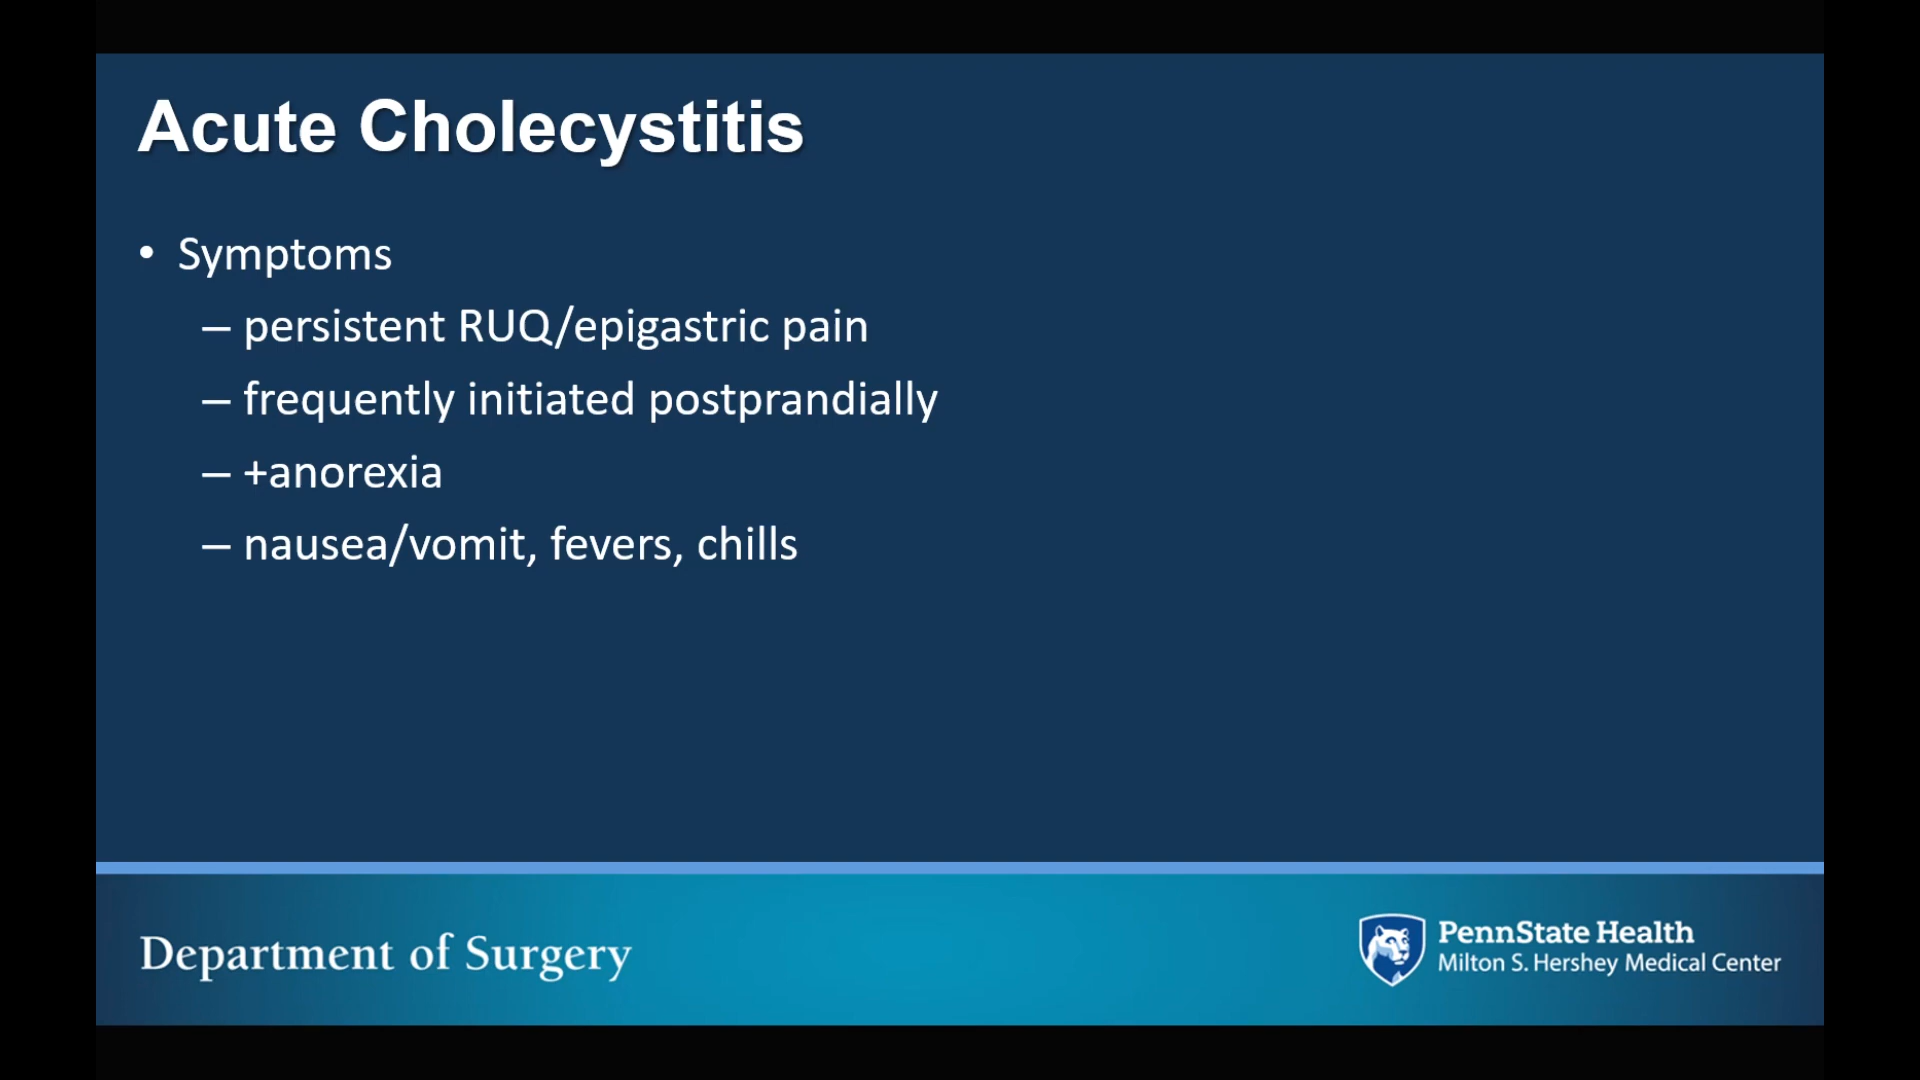 Acute Cholecystitis
• Symptoms
– persistent RUQ/epigastric pain
– frequently initiated postprandially
– +anorexia
– nausea/vomit, fevers, chills
Department of Surgery
PennState Health
Milton S. Hershey Medical Center